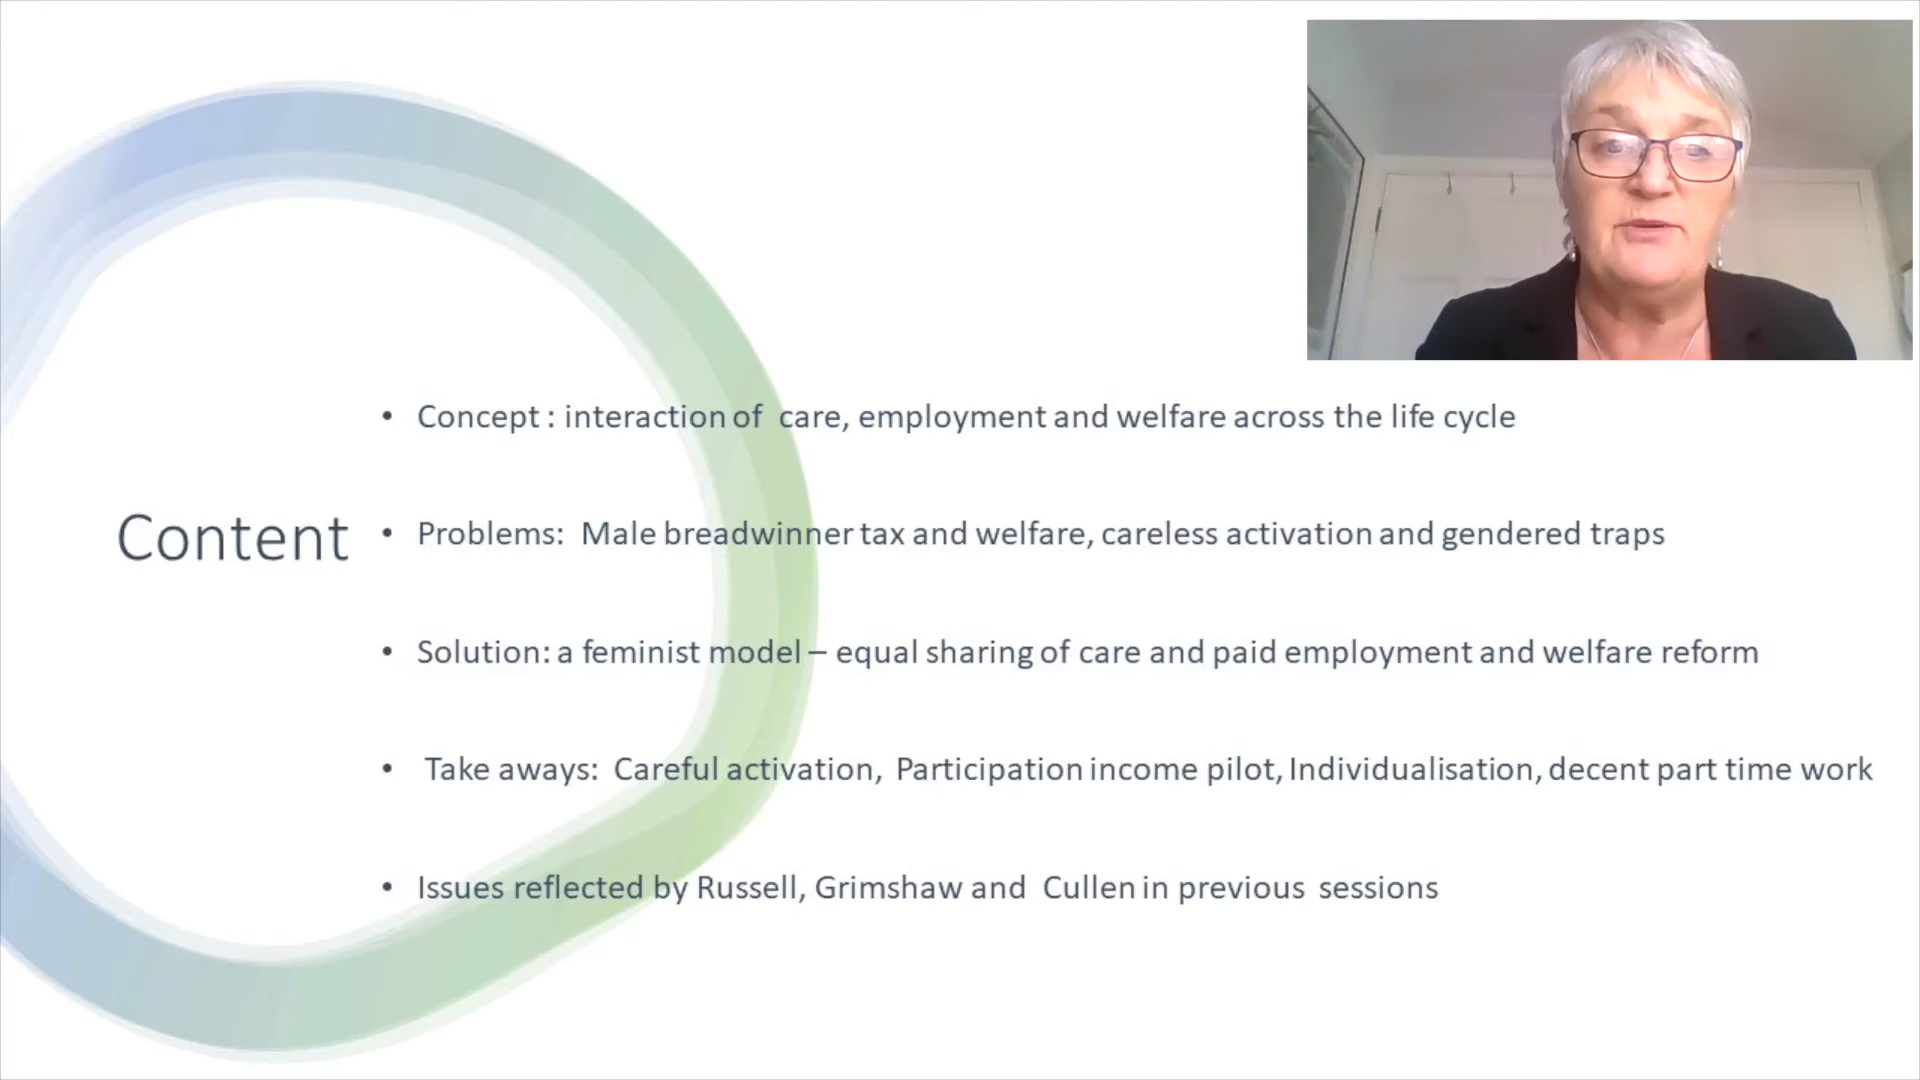 Content
• Concept : interaction of care, employment and welfare across the life cycle
• Problems: Male breadwinner tax and welfare, careless activation and gendered traps
• Solution: a feminist model – equal sharing of care and paid employment and welfare reform
• Take aways: Careful activation, Participation income pilot, Individualisation, decent part time work
• Issues reflected by Russell, Grimshaw and Cullen in previous sessions